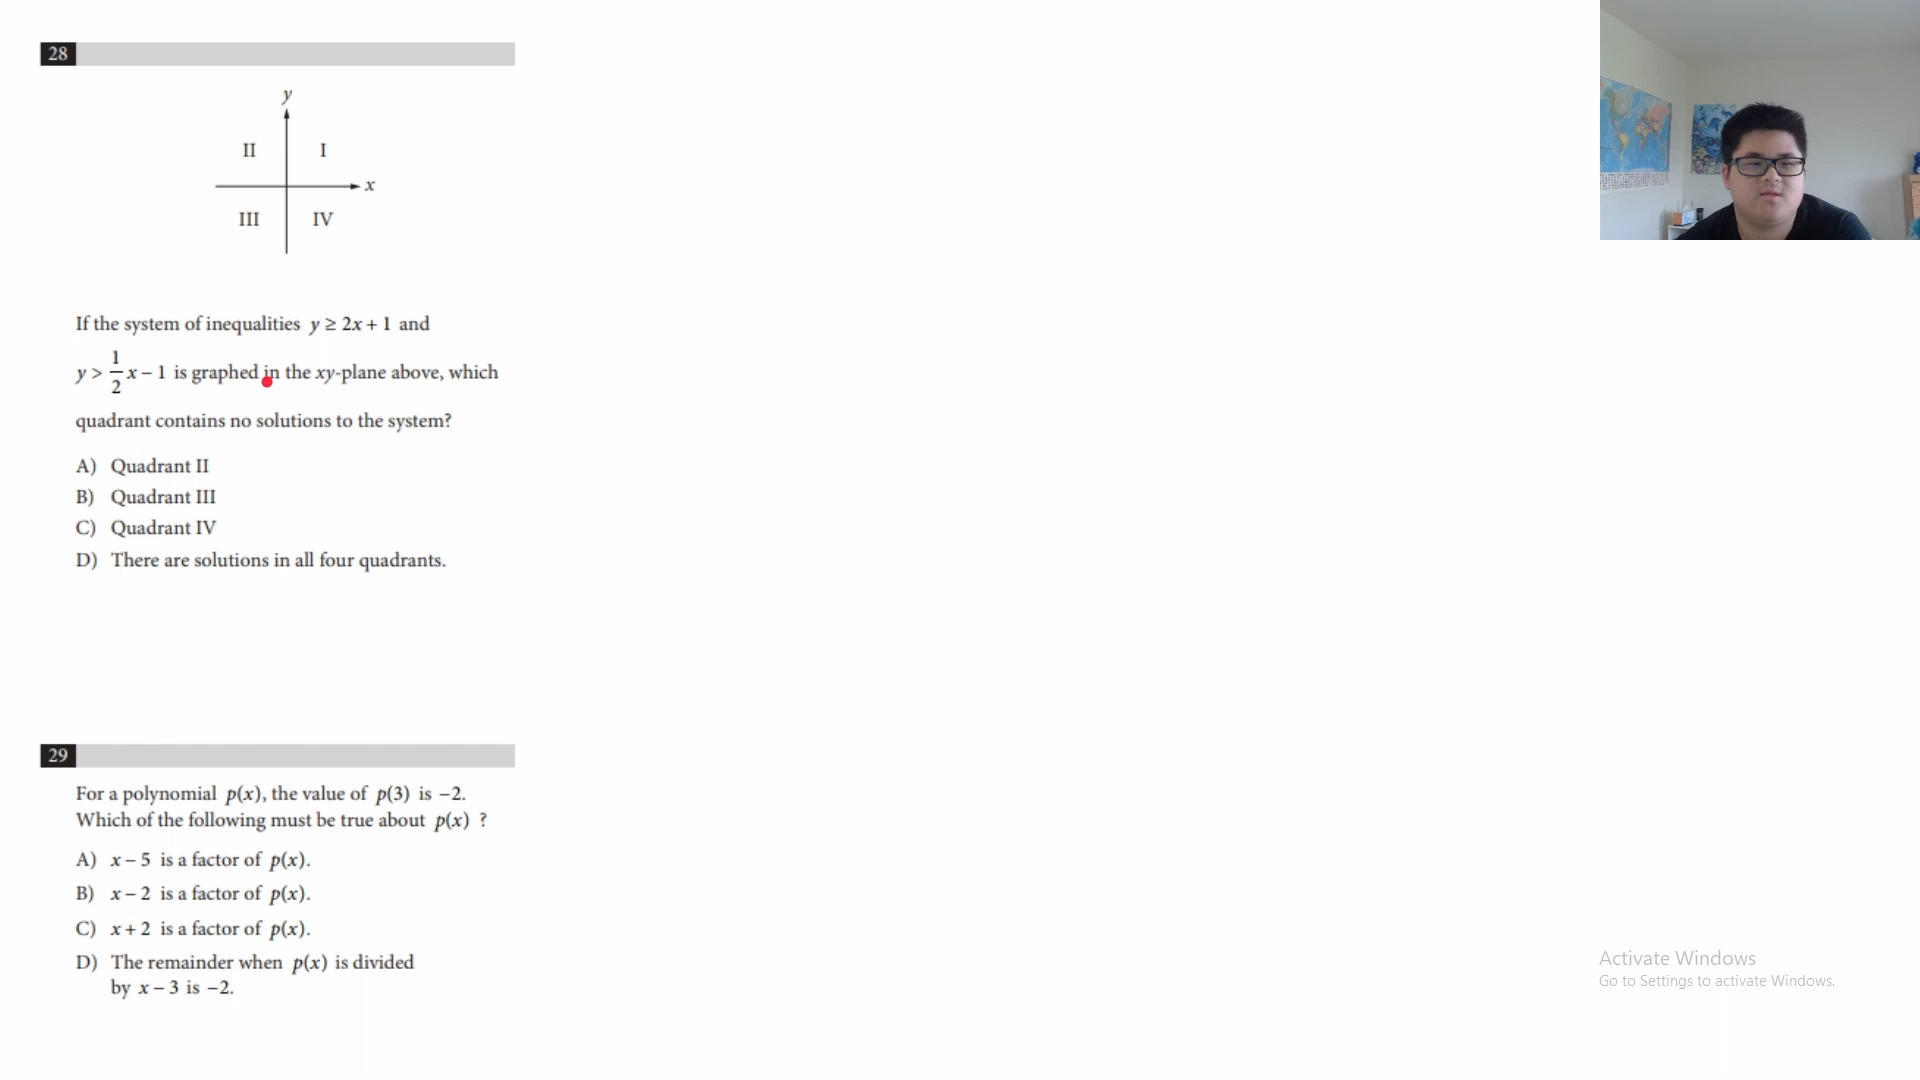 28
y
II I
x
III IV
If the system of inequalities y ≥ 2x + 1 and
y > 1/2 x − 1 is graphed in the xy-plane above, which
quadrant contains no solutions to the system?
A) Quadrant II
B) Quadrant III
C) Quadrant IV
D) There are solutions in all four quadrants.
29
For a polynomial p(x), the value of p(3) is −2.
Which of the following must be true about p(x) ?
A) x − 5 is a factor of p(x).
B) x − 2 is a factor of p(x).
C) x + 2 is a factor of p(x).
D) The remainder when p(x) is divided
by x − 3 is −2.
Activate Windows
Go to Settings to activate Windows.